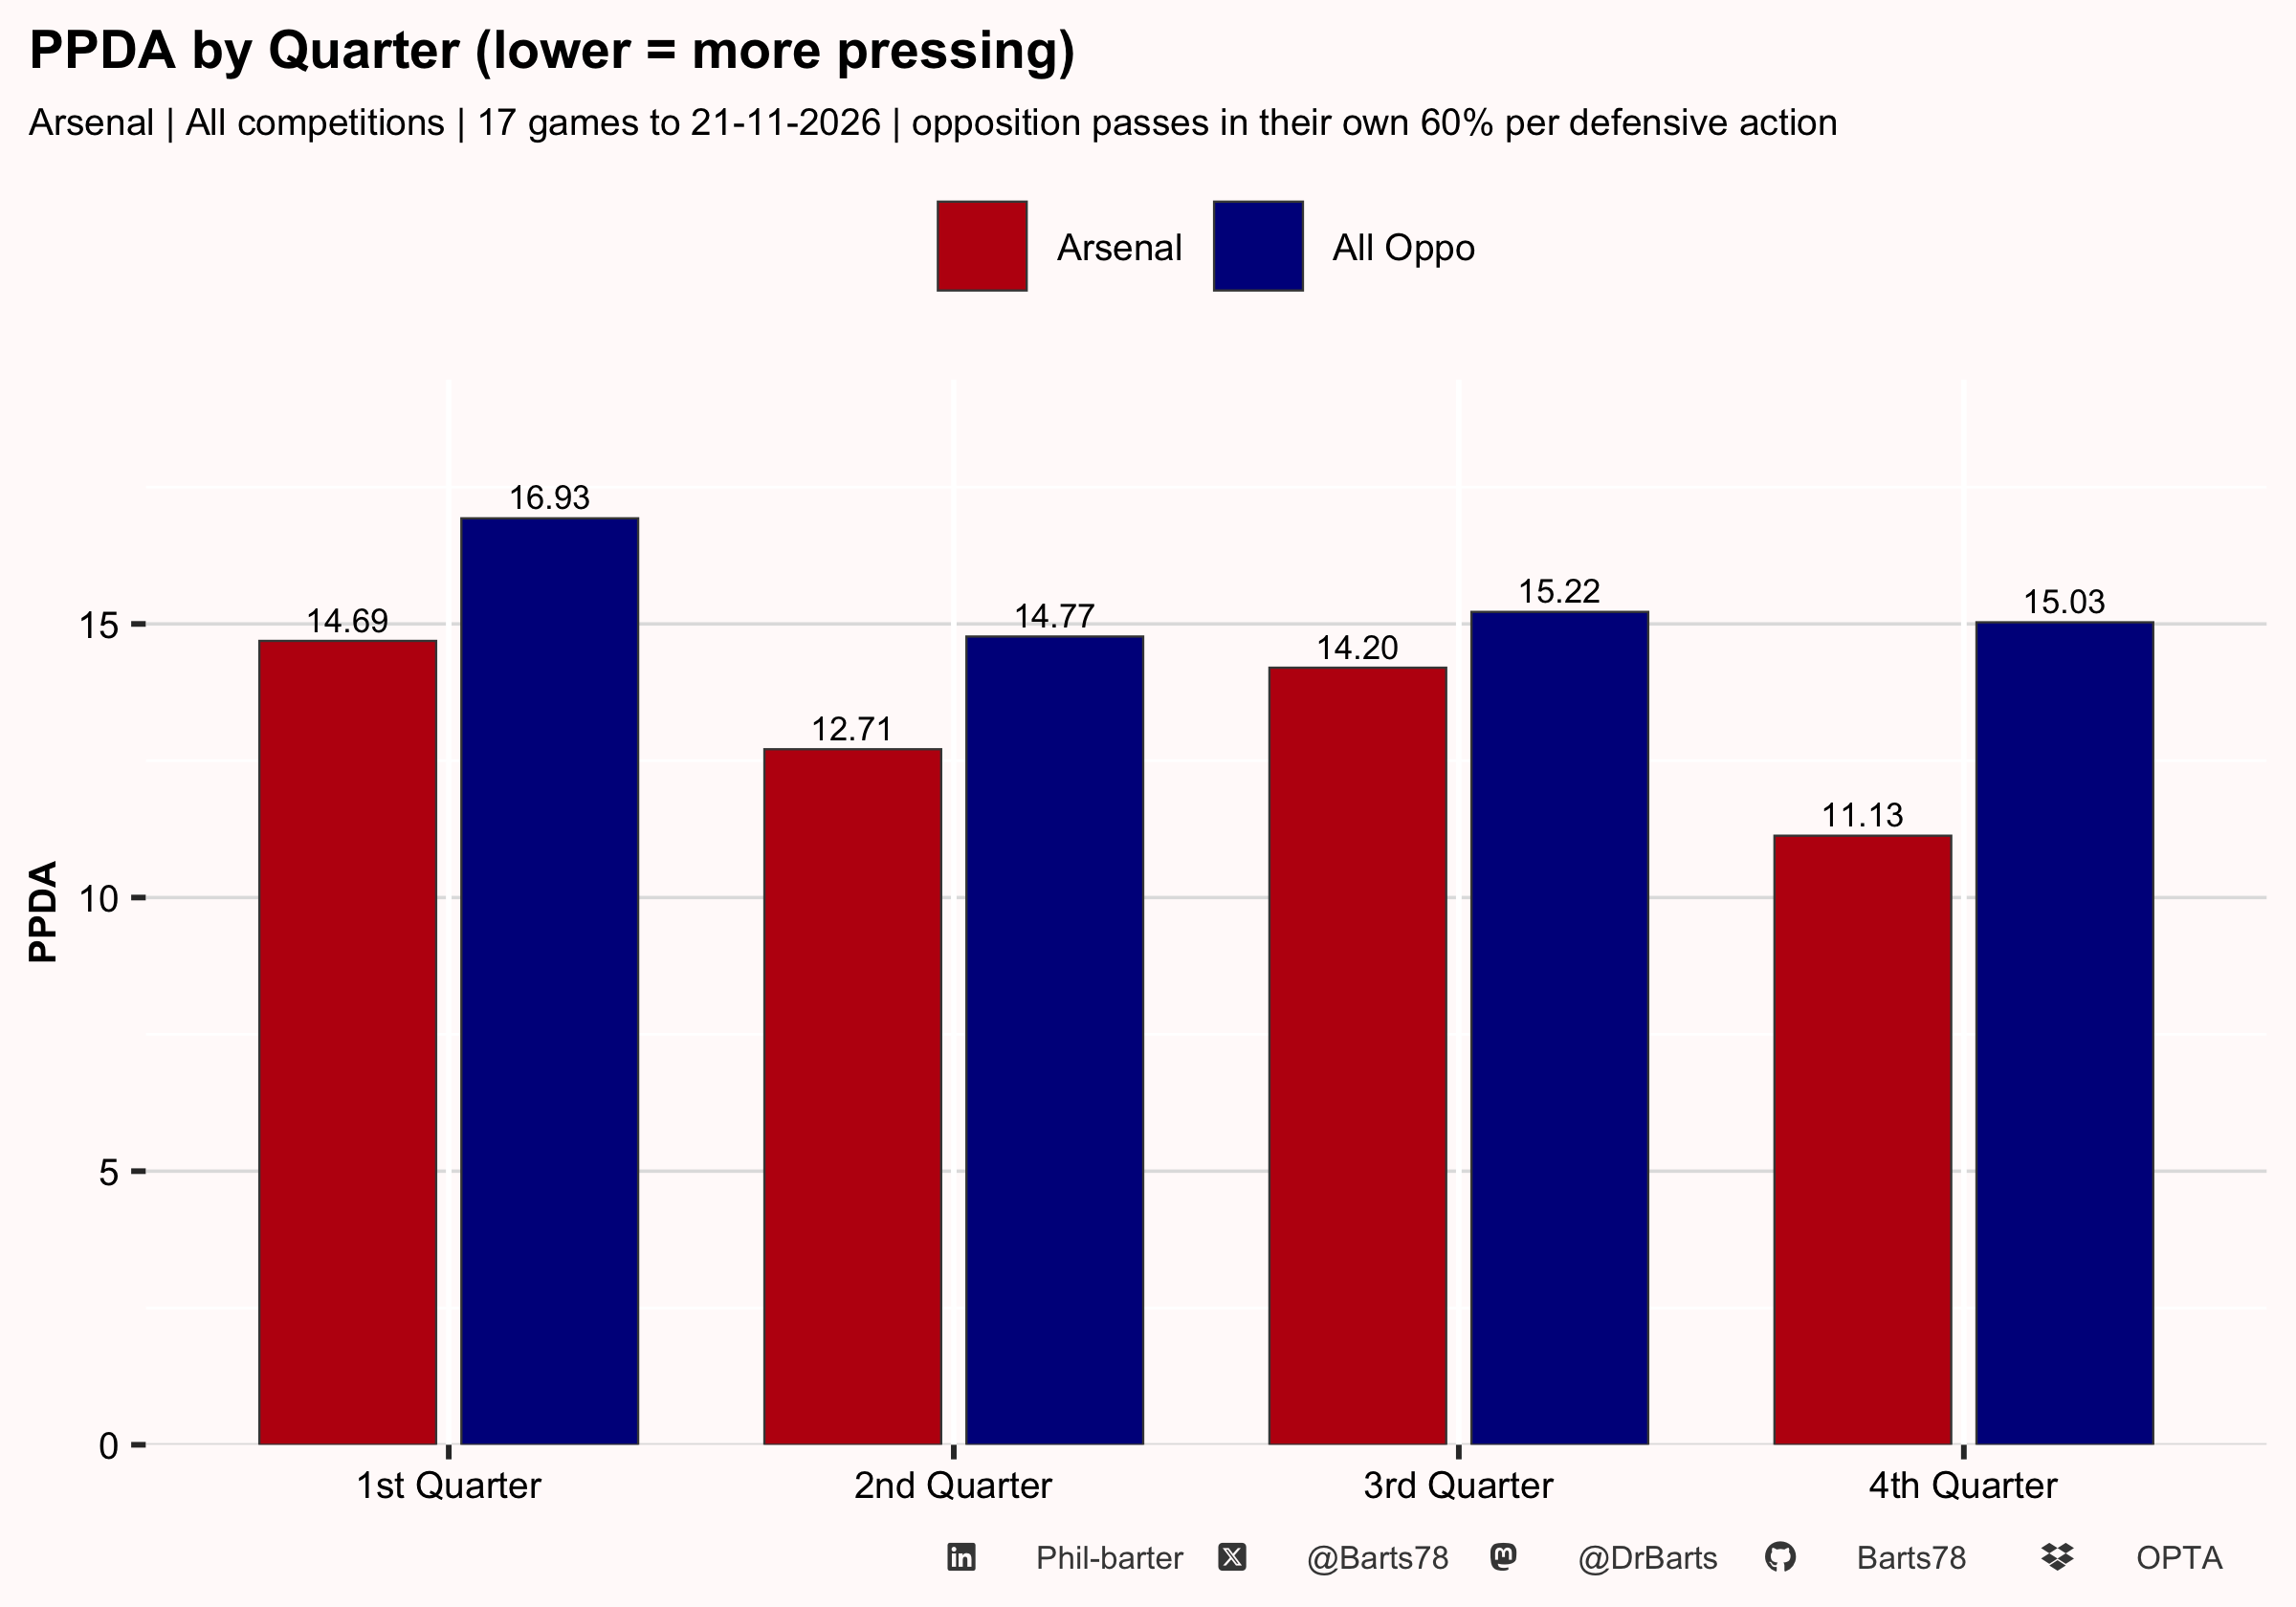 PPDA by Quarter (lower = more pressing)
Arsenal | All competitions | 17 games to 21-11-2026 | opposition passes in their own 60% per defensive action
Arsenal All Oppo
16.93
14.69
14.77
12.71
15.22
14.20
15.03
11.13
15
10
5
0
PPDA
1st Quarter 2nd Quarter 3rd Quarter 4th Quarter
Phil-barter @Barts78 @DrBarts Barts78 OPTA